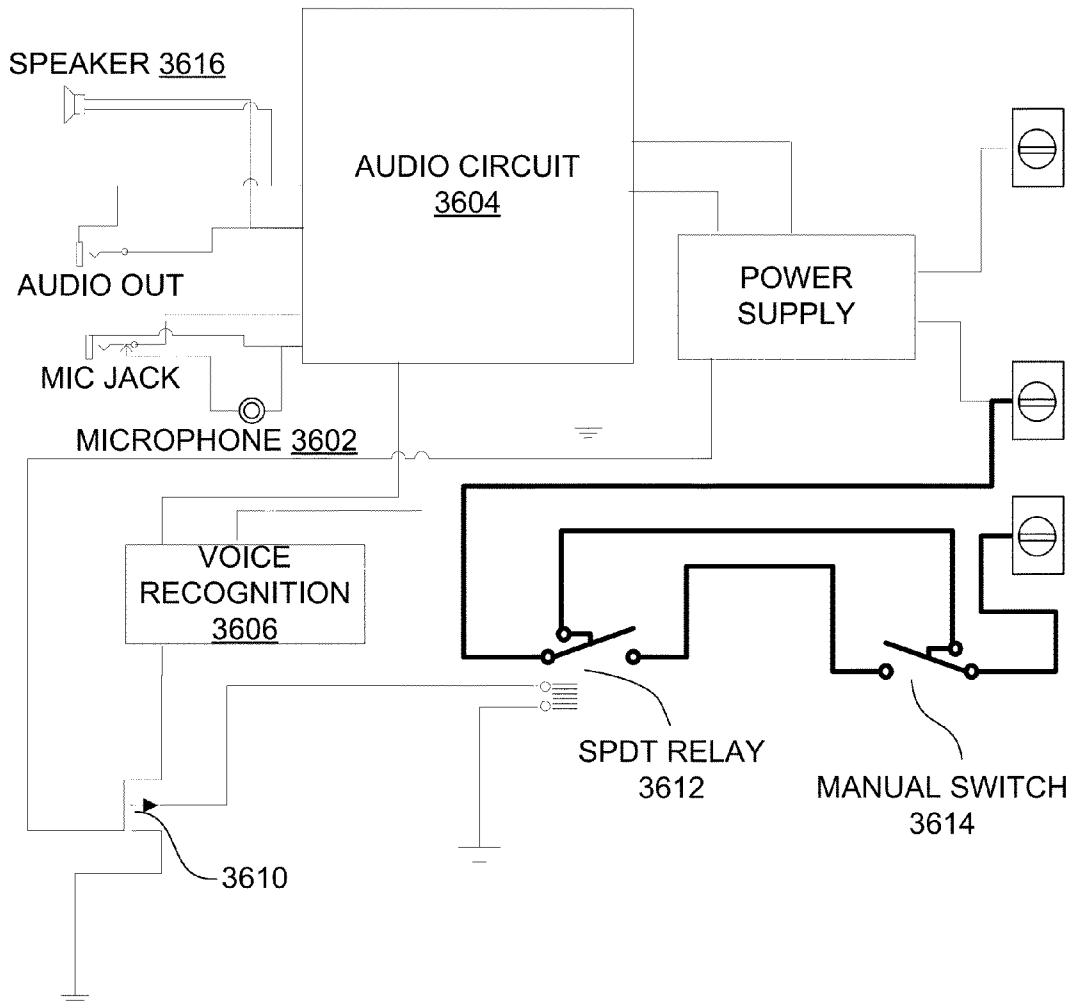 SPEAKER 3616
AUDIO CIRCUIT
3604
POWER
SUPPLY
AUDIO OUT
MIC JACK
MICROPHONE 3602
VOICE
RECOGNITION
3606
SPDT RELAY
3612
MANUAL SWITCH
3614
3610